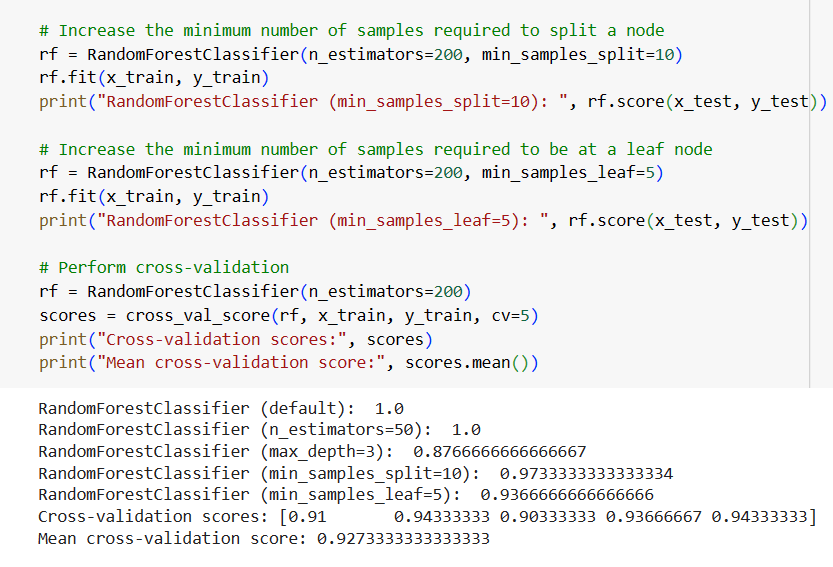 # Increase the minimum number of samples required to split a node
rf = RandomForestClassifier(n_estimators=200, min_samples_split=10)
rf.fit(x_train, y_train)
print("RandomForestClassifier (min_samples_split=10): ", rf.score(x_test, y_test))
# Increase the minimum number of samples required to be at a leaf node
rf = RandomForestClassifier(n_estimators=200, min_samples_leaf=5)
rf.fit(x_train, y_train)
print("RandomForestClassifier (min_samples_leaf=5): ", rf.score(x_test, y_test))
# Perform cross-validation
rf = RandomForestClassifier(n_estimators=200)
scores = cross_val_score(rf, x_train, y_train, cv=5)
print("Cross-validation scores:", scores)
print("Mean cross-validation score:", scores.mean())
RandomForestClassifier (default):  1.0
RandomForestClassifier (n_estimators=50):  1.0
RandomForestClassifier (max_depth=3):  0.8766666666666667
RandomForestClassifier (min_samples_split=10):  0.9733333333333334
RandomForestClassifier (min_samples_leaf=5):  0.9366666666666666
Cross-validation scores: [0.91       0.94333333 0.90333333 0.93666667 0.94333333]
Mean cross-validation score: 0.9273333333333333